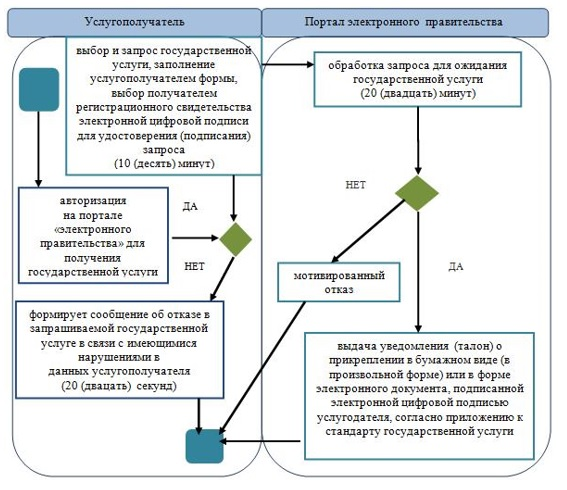 Услугополучатель
Портал электронного правительства
выбор и запрос государственной
услуги, заполнение
услугополучателем формы,
выбор получателем
регистрационного свидетельства
электронной цифровой подписи
для удостоверения (подписания)
запроса
(10 (десять) минут)
обработка запроса для ожидания
государственной услуги
(20 (двадцать) минут)
авторизация
на портале
«электронного
правительства» для
получения
государственной услуги
ДА
НЕТ
НЕТ
ДА
мотивированный
отказ
формирует сообщение об отказе в
запрашиваемой государственной
услуге в связи с имеющимися
нарушениями в
данных услугополучателя
(20 (двацать) секунд)
выдача уведомления (талон) о
прикреплении в бумажном виде (в
произвольной форме) или в форме
электронного документа, подписанной
электронной цифровой подписью
услугодателя, согласно приложению к
стандарту государственной услуги